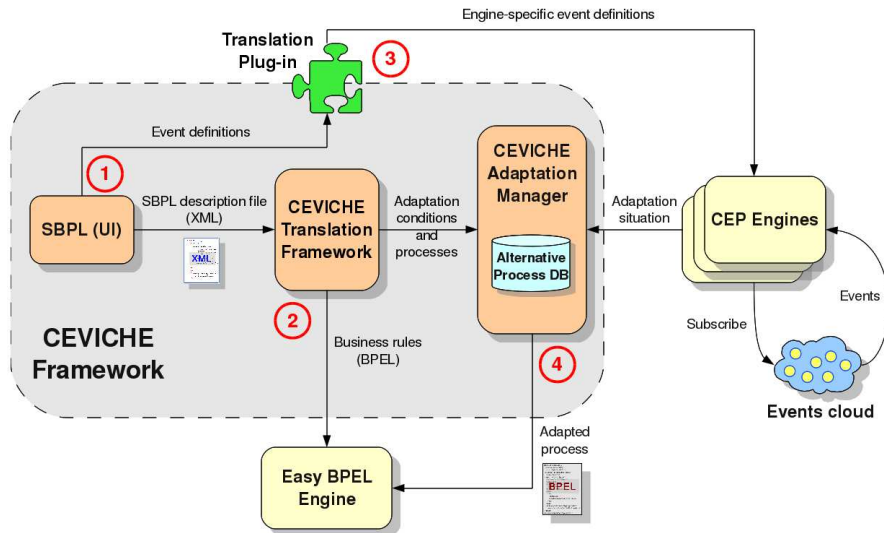 Engine-specific event definitions
Translation
Plug-in
3
Event definitions
1
SBPL description file
(XML)
SBPL (UI)
XML
CEVICHE
Translation
Framework
Adaptation
conditions
and
processes
CEVICHE
Adaptation
Manager
Alternative
Process DB
Adaptation
situation
CEP Engines
Events
Subscribe
Events cloud
2
Business rules
(BPEL)
4
CEVICHE
Framework
Adapted
process
BPEL
Easy BPEL
Engine